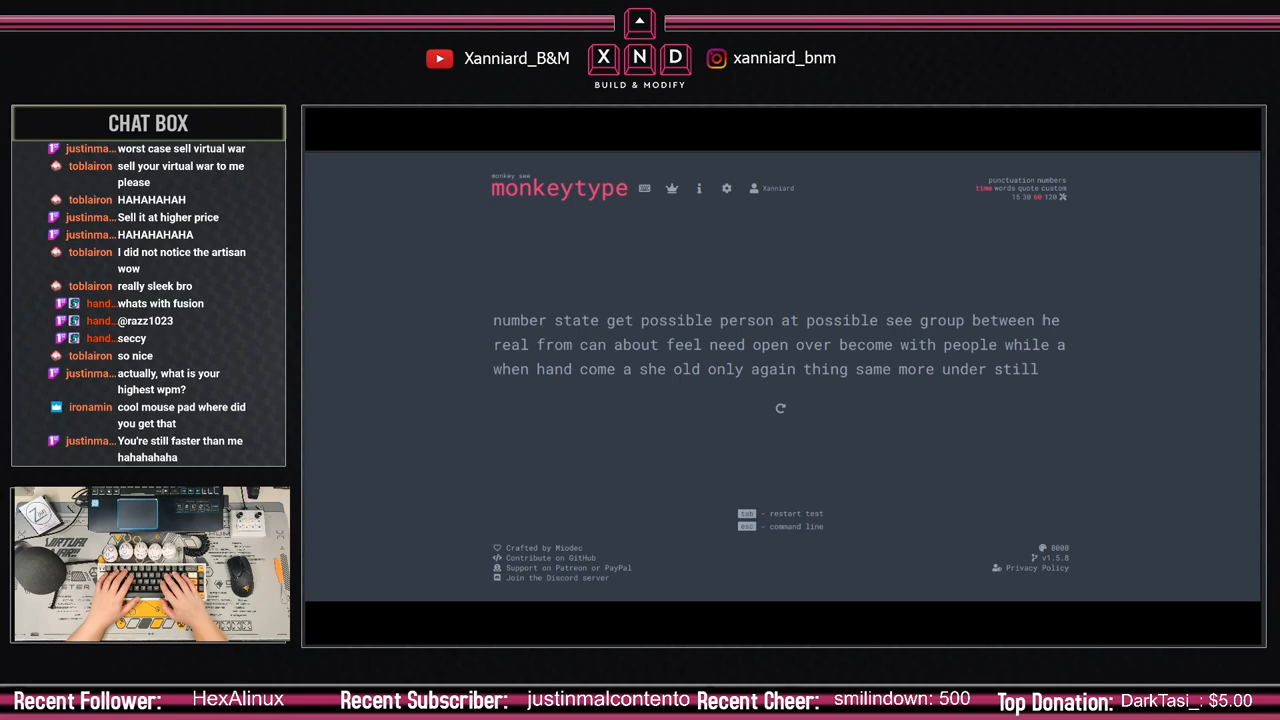 Xanniard_B&M
X N D
BUILD & MODIFY
xanniard_bnm
CHAT BOX
justinma... worst case sell virtual war
toblairon sell your virtual war to me
please
toblairon HAHAHAHAH
justinma... Sell it at higher price
justinma... HAHAHAHAHA
toblairon I did not notice the artisan
wow
toblairon really sleek bro
hand... whats with fusion
hand... @razz1023
hand... seccy
toblairon so nice
justinma... actually, what is your
highest wpm?
ironamin cool mouse pad where did
you get that
justinma... You're still faster than me
hahahahaha
monkey see
monkeytype
Xanniard
punctuation numbers
time words quote custom
15 30 60 120
number state get possible person at possible see group between he
real from can about feel need open over become with people while a
when hand come a she old only again thing same more under still
tab - restart test
esc - command line
Crafted by Miodec
Contribute on GitHub
Support on Patreon or PayPal
Join the Discord server
8008
v1.5.8
Privacy Policy
VIRTUAL
Recent Follower: HexAlinux
Recent Subscriber: justinmalcontento
Recent Cheer: smilindown: 500
Top Donation: DarkTasi_: $5.00